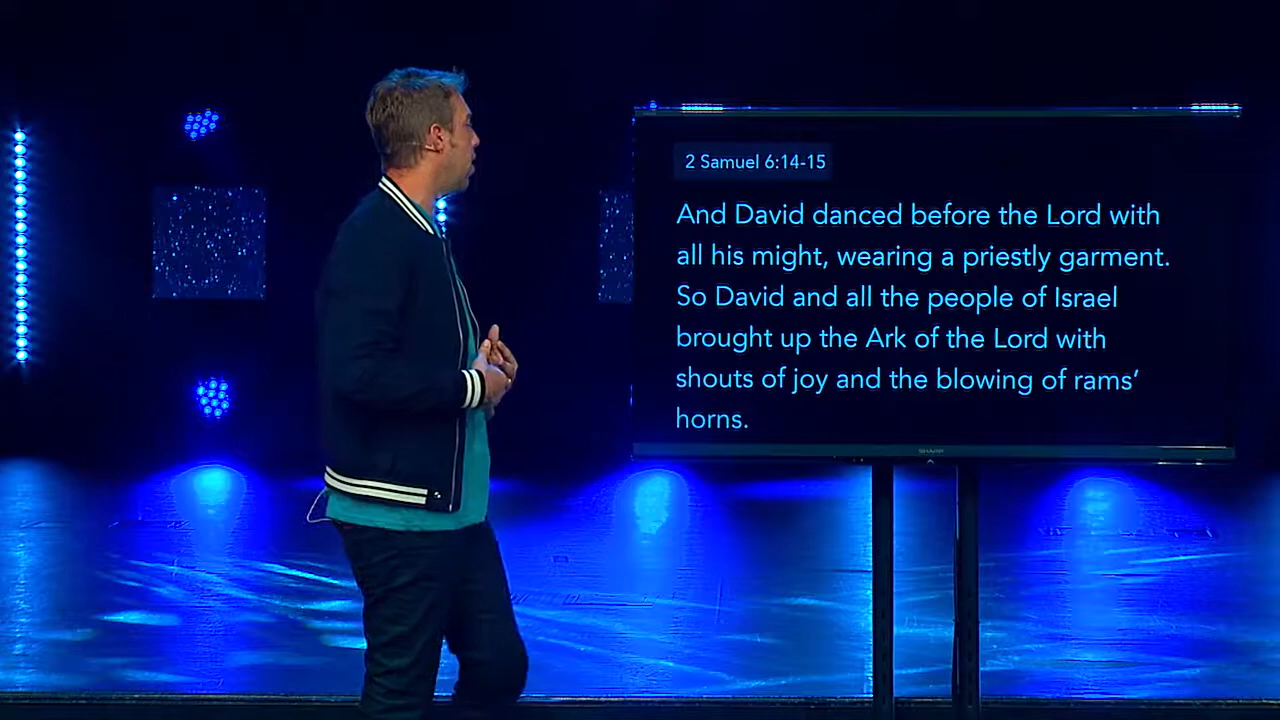 2 Samuel 6:14-15
And David danced before the Lord with
all his might, wearing a priestly garment.
So David and all the people of Israel
brought up the Ark of the Lord with
shouts of joy and the blowing of rams’
horns.
SHARP